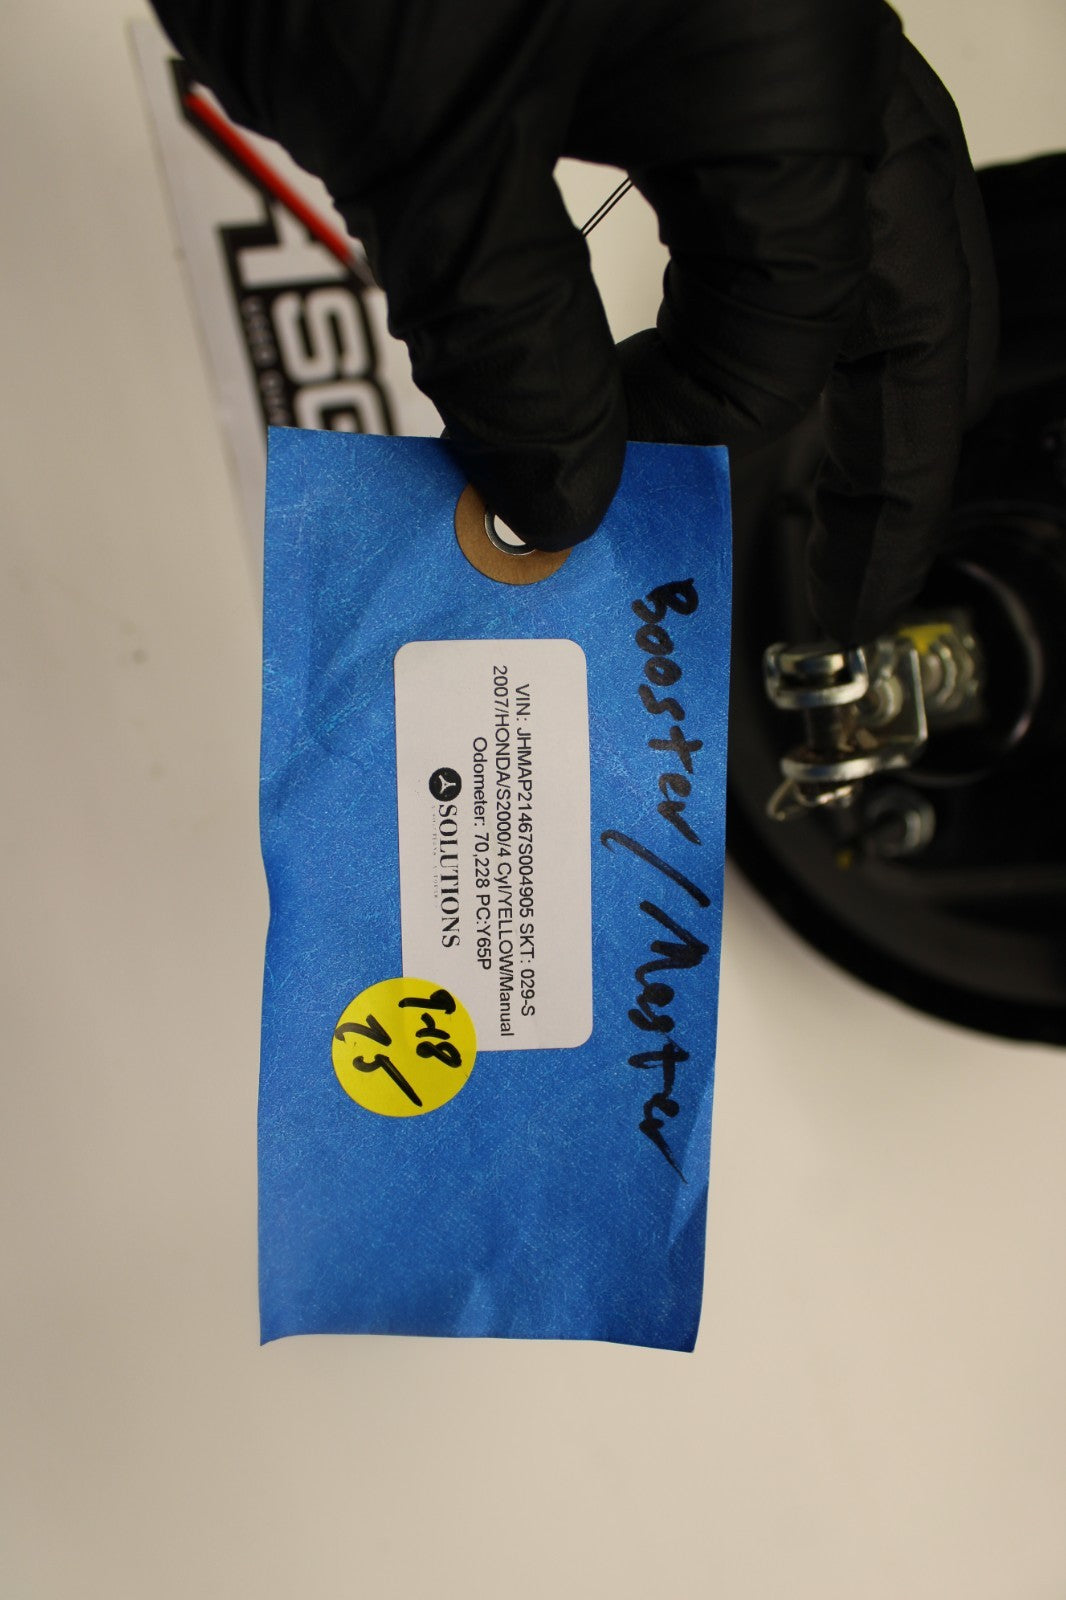 Booster/Master
VIN: JHMAP21467S004905 SKT: 029-S
2007/HONDA/S2000/4 Cyl/YELLOW/Manual
Odometer: 70,228 PC:Y65P
SOLUTIONS
9-18
25